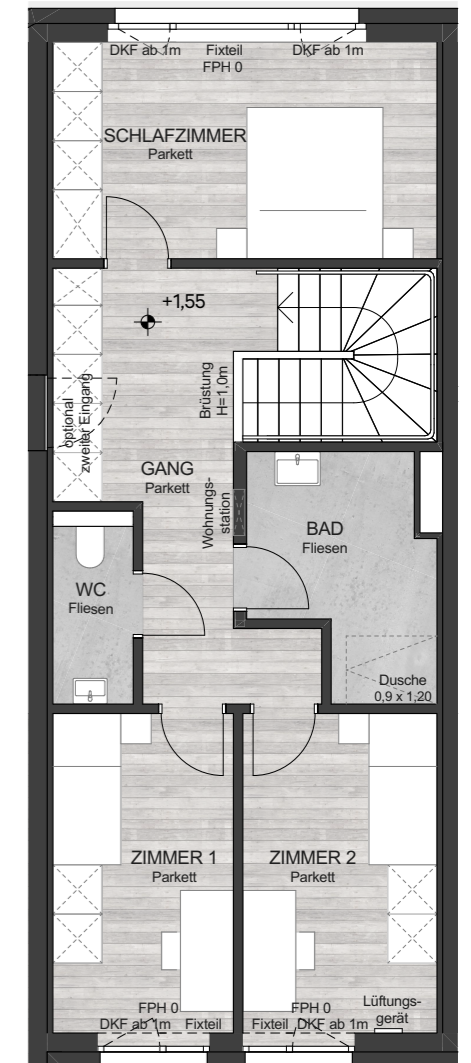 DKF ab 1m Fixteil DKF ab 1m
FPH 0
SCHLAFZIMMER
Parkett
+1,55
Brüstung
H=1,0m
optional
zweiter Eingang
GANG
Parkett
Wohnungs-
station
BAD
Fliesen
WC
Fliesen
Dusche
0,9 x 1,20
ZIMMER 1
Parkett
ZIMMER 2
Parkett
Lüftungs-
gerät
FPH 0
DKF ab 1m Fixteil
FPH 0
Fixteil DKF ab 1m